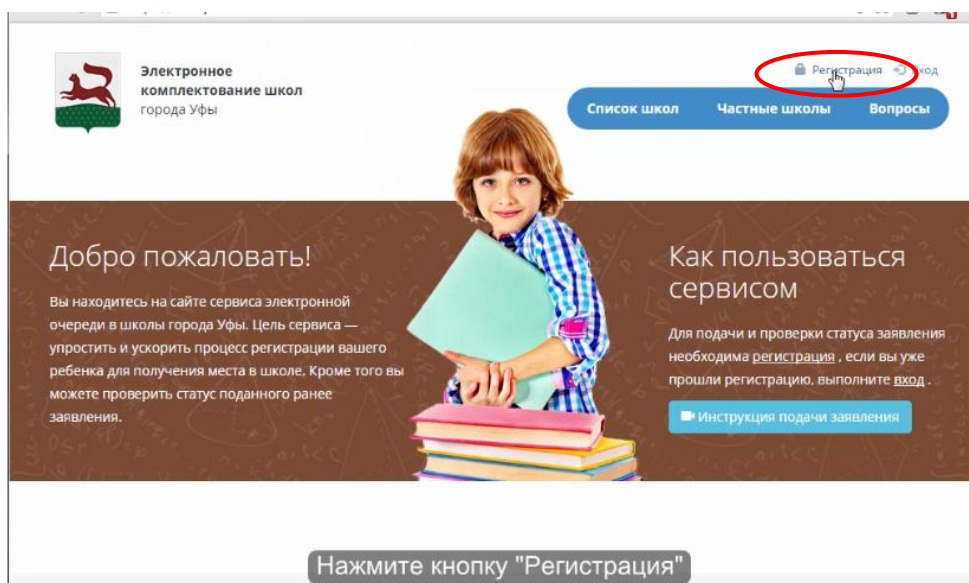 Электронное
комплектование школ
города Уфы
Регистрация
Вход
Список школ Частные школы Вопросы
Добро пожаловать!
Вы находитесь на сайте сервиса электронной
очереди в школы города Уфы. Цель сервиса —
упростить и ускорить процесс регистрации вашего
ребенка для получения места в школе. Кроме того вы
можете проверить статус поданного ранее
заявления.
Как пользоваться
сервисом
Для подачи и проверки статуса заявления
необходима регистрация , если вы уже
прошли регистрацию, выполните вход .
Инструкция подачи заявления
Нажмите кнопку "Регистрация"